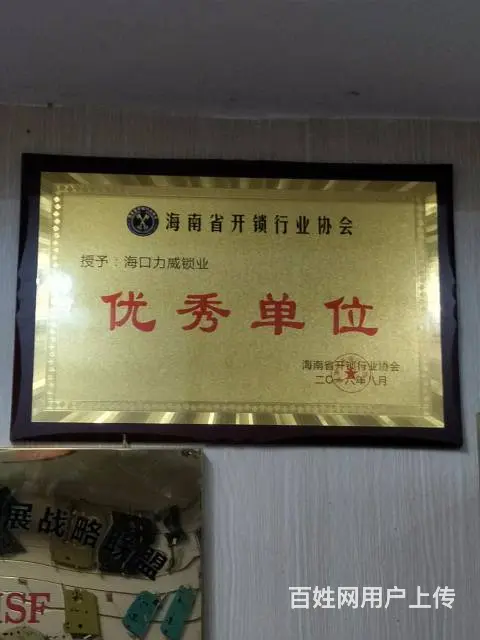 海南省开锁行业协会
授予：海口力威锁业
优秀单位
海南省开锁行业协会
二〇一六年八月
展战略联盟
ISF
百姓网用户上传